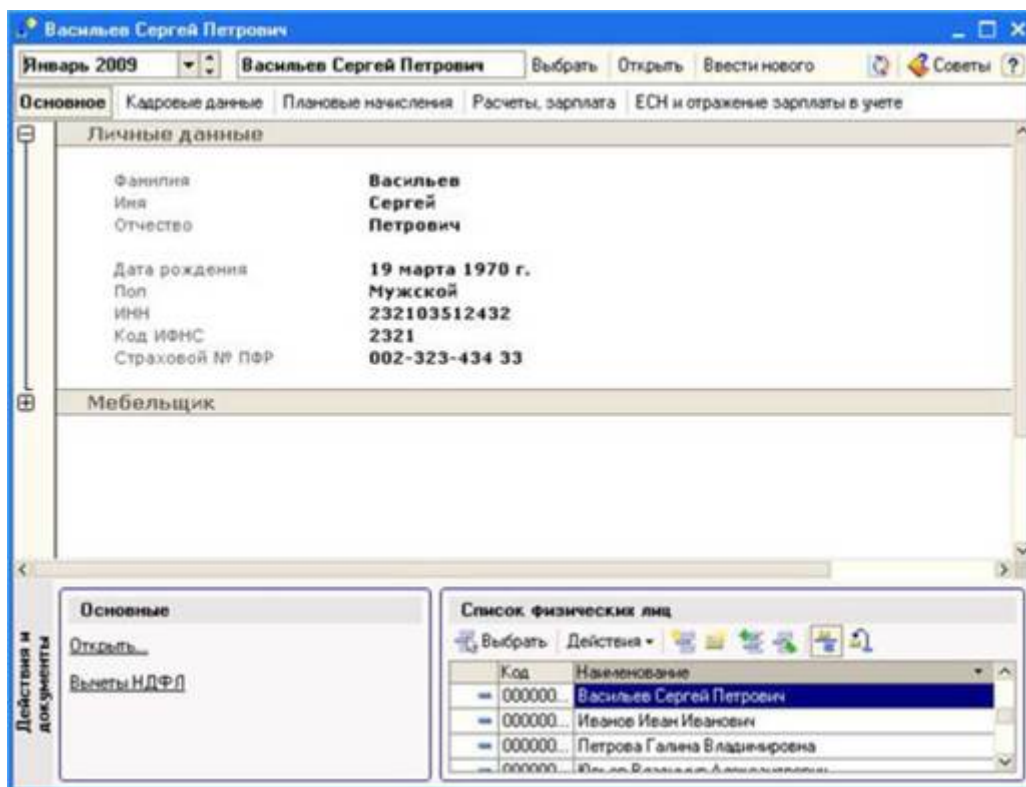 Васильев Сергей Петрович
Январь 2009 Васильев Сергей Петрович Выбрать Открыть Ввести нового Советы ?
Основное Кадровые данные Плановые начисления Расчеты, зарплата ЕСН и отражение зарплаты в учете
Личные данные
Фамилия Васильев
Имя Сергей
Отчество Петрович
Дата рождения 19 марта 1970 г.
Пол Мужской
ИНН 232103512432
Код ИФНС 2321
Страховой № ПФР 002-323-434 33
Мебельщик
Действия и
документы
Основные
Открыть...
Вычеты НДФЛ
Список физических лиц
Выбрать Действия
Код Наименование
000000... Васильев Сергей Петрович
000000... Иванов Иван Иванович
000000... Петрова Галина Владимировна
000000...